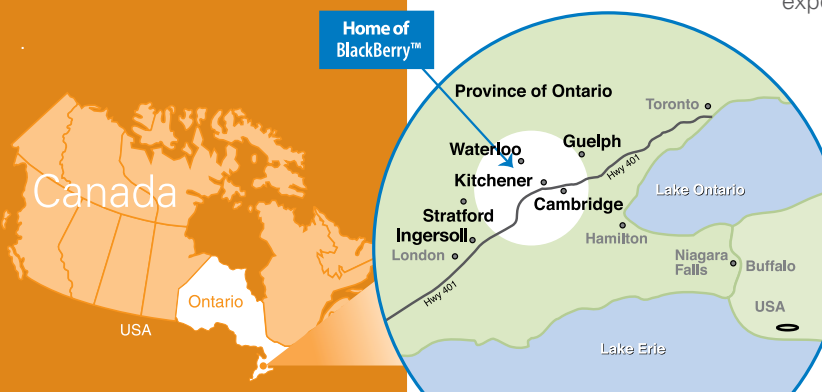 expe
Home of
BlackBerry™
Province of Ontario
Toronto
Waterloo
Guelph
Hwy 401
Kitchener
Canada
Lake Ontario
Cambridge
Stratford
Ingersoll
Hamilton
London
Niagara
Falls
Buffalo
Hwy 401
Ontario
USA
USA
Lake Erie